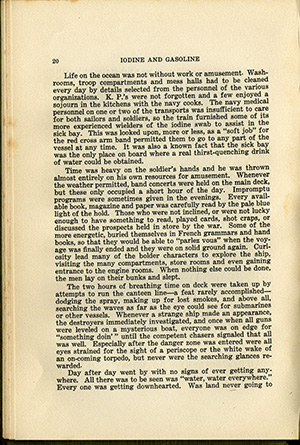 20 IODINE AND GASOLINE
Life on the ocean was not without work or amusement. Wash-
rooms, troop compartments and mess halls had to be cleaned
every day by details selected from the personnel of the various
organizations. K. P.'s were not forgotten and a few enjoyed a
sojourn in the kitchens with the navy cooks. The navy medical
personnel on one or two of the transports was insufficient to care
for both sailors and soldiers, so the train furnished some of its
more experienced wielders of the iodine swab to assist in the
sick bay. This was looked upon, more or less, as a "soft job" for
the red cross arm band permitted them to go to any part of the
vessel at any time. It was also a known fact that the sick bay
was the only place on board where a real thirst-quenching drink
of water could be obtained.
Time was heavy on the soldier's hands and he was thrown
almost entirely on his own resources for amusement. Whenever
the weather permitted, band concerts were held on the main deck,
but these only occupied a short hour of the day. Impromptu
programs were sometimes given in the evenings. Every avail-
able book, magazine and paper was carefully read by the pale blue
light of the hold. Those who were not inclined, or were not lucky
enough to have something to read, played cards, shot craps, or
discussed the prospects held in store by the war. Some of the
more energetic, buried themselves in French grammars and hand
books, so that they would be able to "parlez vous" when the voy-
age was finally ended and they were on solid ground again. Curi-
osity lead many of the bolder characters to explore the ship,
visiting the many compartments, store rooms and even gaining
entrance to the engine rooms. When nothing else could be done,
the men lay on their bunks and slept.
The two hours of breathing time on deck were taken up by
attempts to run the canteen line—a feat rarely accomplished—
dodging the spray, making up for lost smokes, and above all,
searching the waves as far as the eye could see for submarines
or other vessels. Whenever a strange ship made an appearance,
the destroyers immediately investigated, and once when all guns
were leveled on a mysterious boat, everyone was on edge for
"something doin'" until the competent chasers signaled that all
was well. Especially after the danger zone was entered were all
eyes strained for the sight of a periscope or the white wake of
an on-coming torpedo, but never were the searching glances re-
warded.
Day after day went by with no signs of ever getting any-
where. All there was to be seen was "water, water everywhere."
Every one was getting downhearted. Was land never going to